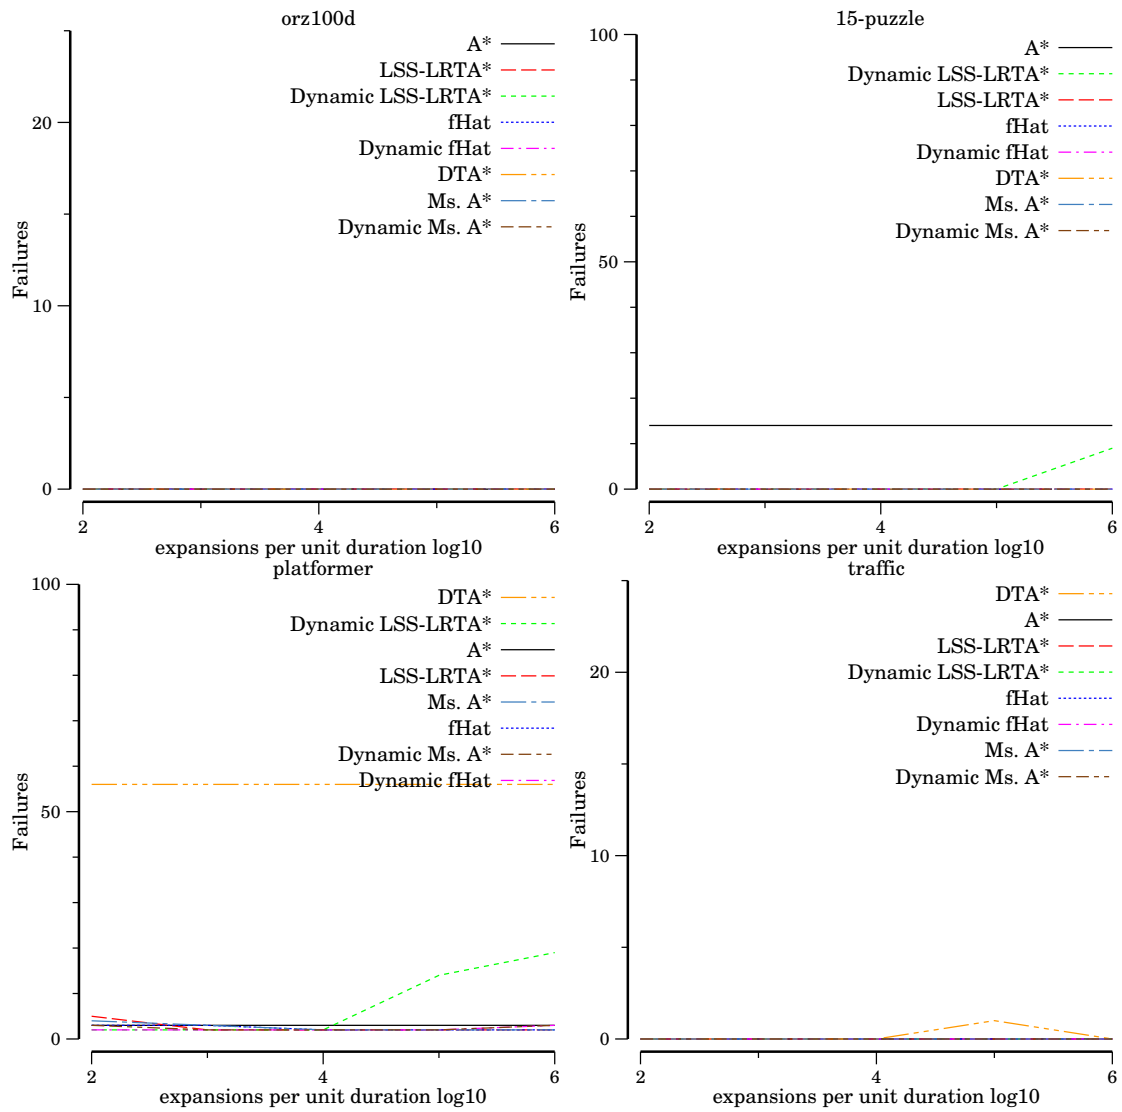 orz100d
A*
LSS-LRTA*
Dynamic LSS-LRTA*
fHat
Dynamic fHat
DTA*
Ms. A*
Dynamic Ms. A*
Failures
20
10
0
2
4
6
expansions per unit duration log10
15-puzzle
A*
Dynamic LSS-LRTA*
LSS-LRTA*
fHat
Dynamic fHat
DTA*
Ms. A*
Dynamic Ms. A*
Failures
100
50
0
2
4
6
expansions per unit duration log10
platformer
DTA*
Dynamic LSS-LRTA*
A*
LSS-LRTA*
Ms. A*
fHat
Dynamic Ms. A*
Dynamic fHat
Failures
100
50
0
2
4
6
expansions per unit duration log10
traffic
DTA*
A*
LSS-LRTA*
Dynamic LSS-LRTA*
fHat
Dynamic fHat
Ms. A*
Dynamic Ms. A*
Failures
20
10
0
2
4
6
expansions per unit duration log10